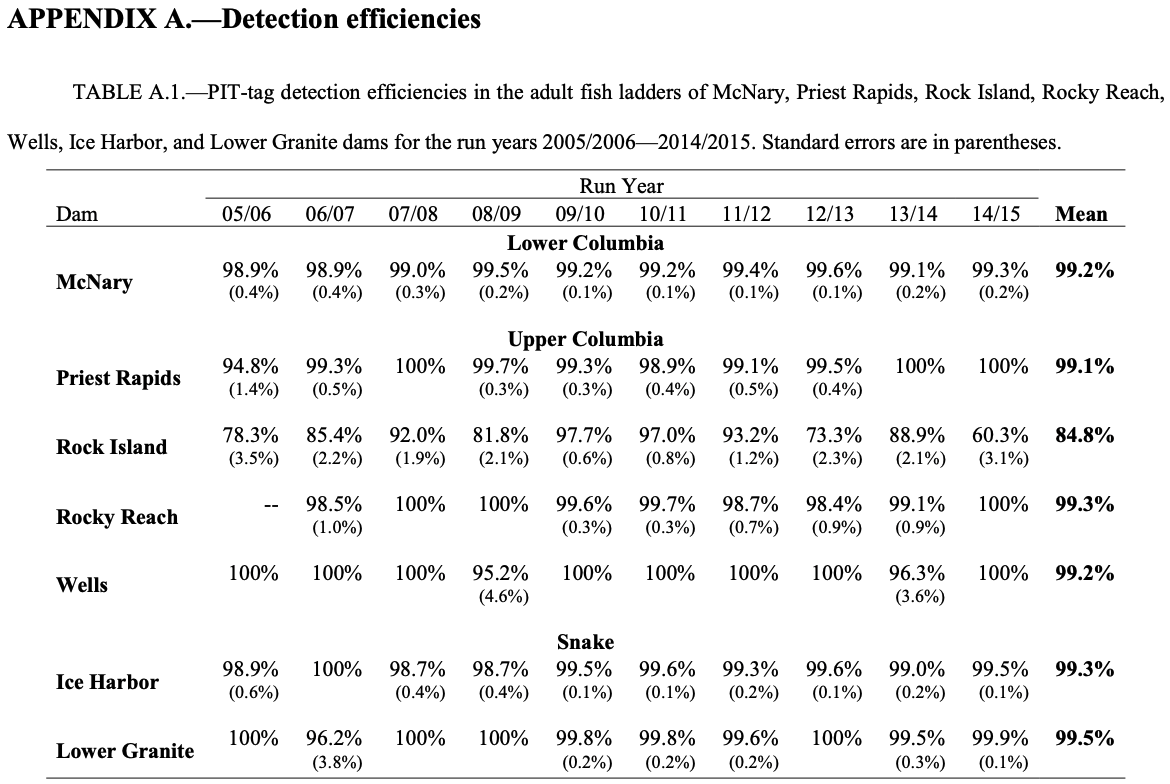 APPENDIX A.—Detection efficiencies
TABLE A.1.—PIT-tag detection efficiencies in the adult fish ladders of McNary, Priest Rapids, Rock Island, Rocky Reach,
Wells, Ice Harbor, and Lower Granite dams for the run years 2005/2006—2014/2015. Standard errors are in parentheses.
Run Year
Dam 05/06 06/07 07/08 08/09 09/10 10/11 11/12 12/13 13/14 14/15 Mean
Lower Columbia
McNary 98.9% 98.9% 99.0% 99.5% 99.2% 99.2% 99.4% 99.6% 99.1% 99.3% 99.2%
(0.4%) (0.4%) (0.3%) (0.2%) (0.1%) (0.1%) (0.1%) (0.1%) (0.2%) (0.2%)
Upper Columbia
Priest Rapids 94.8% 99.3% 100% 99.7% 99.3% 98.9% 99.1% 99.5% 100% 100% 99.1%
(1.4%) (0.5%) (0.3%) (0.3%) (0.4%) (0.5%) (0.4%)
Rock Island 78.3% 85.4% 92.0% 81.8% 97.7% 97.0% 93.2% 73.3% 88.9% 60.3% 84.8%
(3.5%) (2.2%) (1.9%) (2.1%) (0.6%) (0.8%) (1.2%) (2.3%) (2.1%) (3.1%)
Rocky Reach -- 98.5% 100% 100% 99.6% 99.7% 98.7% 98.4% 99.1% 100% 99.3%
(1.0%) (0.3%) (0.3%) (0.7%) (0.9%) (0.9%)
Wells 100% 100% 100% 95.2% 100% 100% 100% 100% 96.3% 100% 99.2%
(4.6%) (3.6%)
Snake
Ice Harbor 98.9% 100% 98.7% 98.7% 99.5% 99.6% 99.3% 99.6% 99.0% 99.5% 99.3%
(0.6%) (0.4%) (0.4%) (0.1%) (0.1%) (0.2%) (0.1%) (0.2%) (0.1%)
Lower Granite 100% 96.2% 100% 100% 99.8% 99.8% 99.6% 100% 99.5% 99.9% 99.5%
(3.8%) (0.2%) (0.2%) (0.2%) (0.3%) (0.1%)